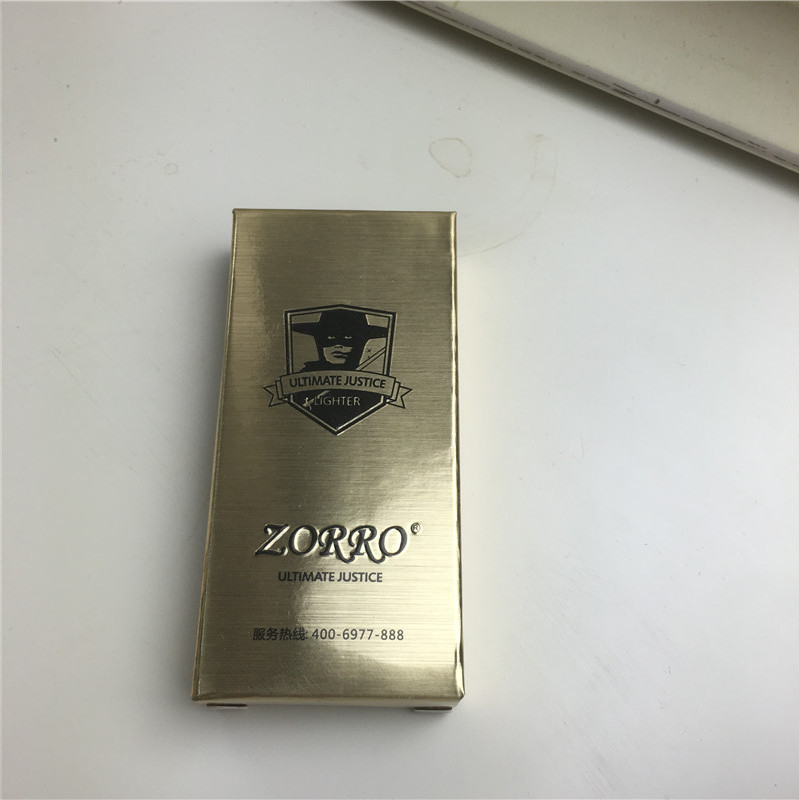 ULTIMATE JUSTICE
LIGHTER
ZORRO®
ULTIMATE JUSTICE
服务热线: 400-6977-888